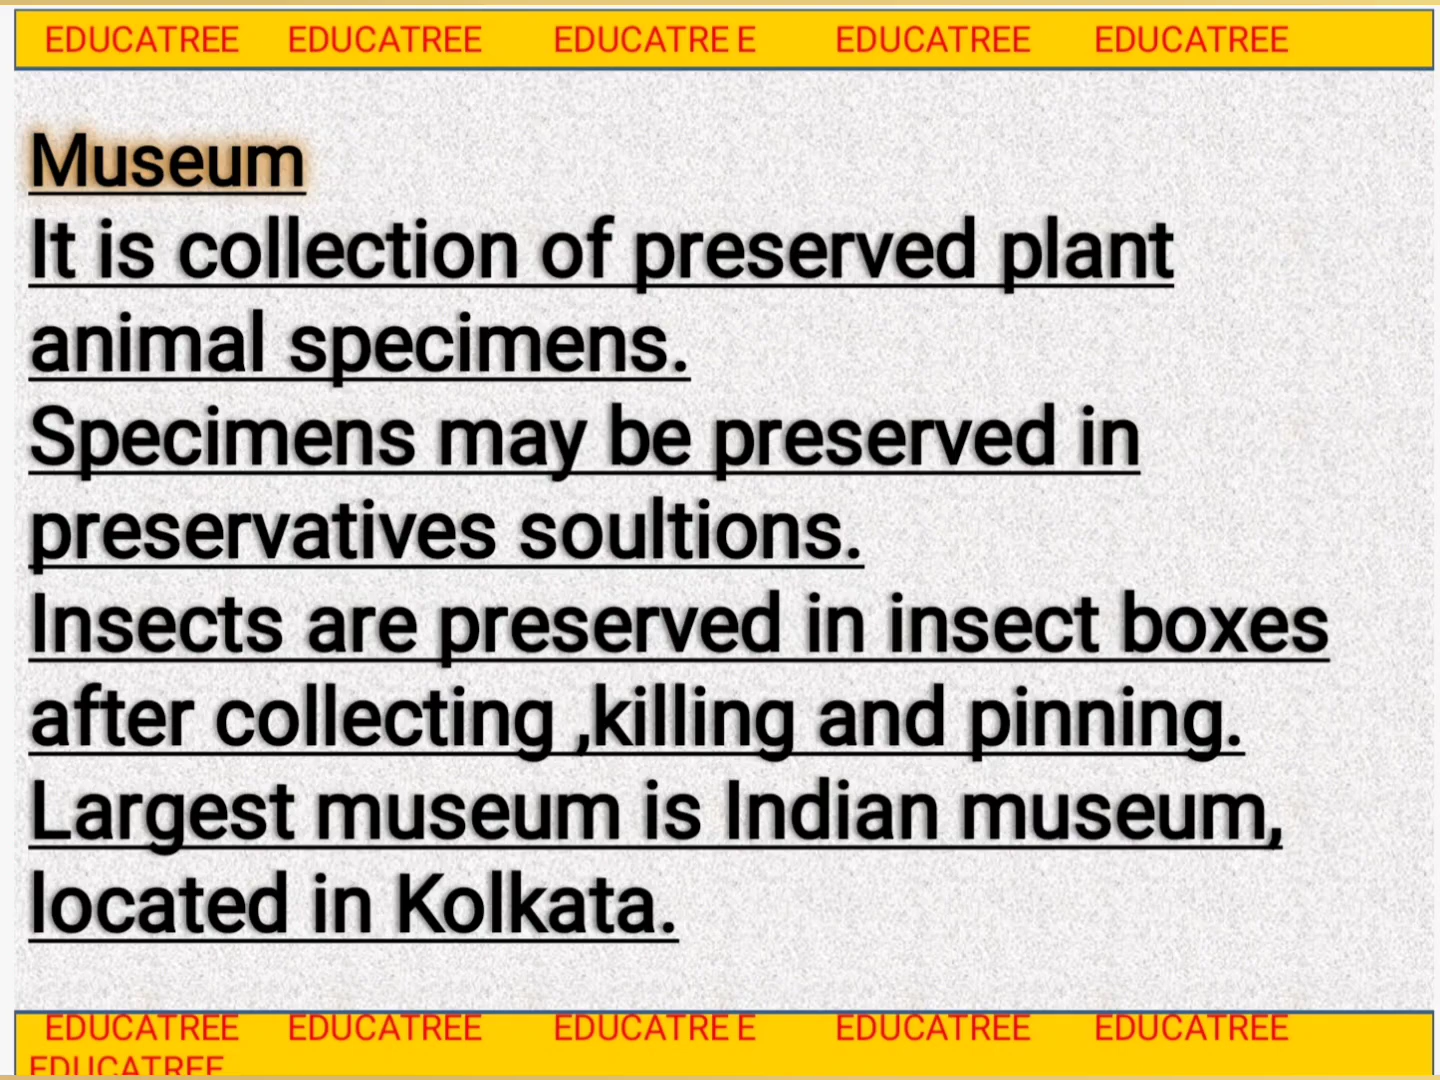 EDUCATREE EDUCATREE EDUCATRE E EDUCATREE EDUCATREE
Museum
It is collection of preserved plant
animal specimens.
Specimens may be preserved in
preservatives soultions.
Insects are preserved in insect boxes
after collecting ,killing and pinning.
Largest museum is Indian museum,
located in Kolkata.
EDUCATREE EDUCATREE EDUCATRE E EDUCATREE EDUCATREE
EDUCATREE